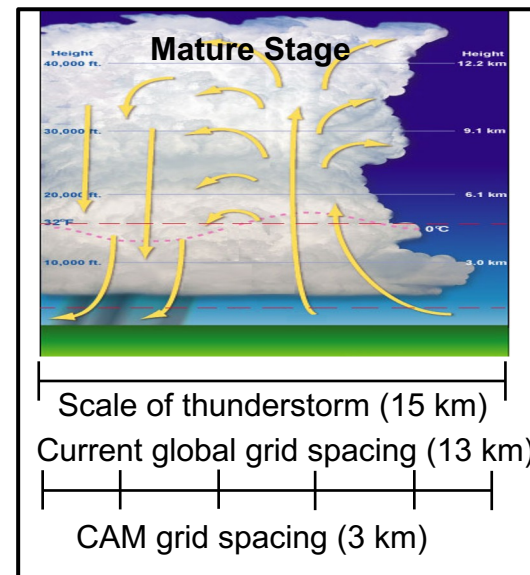 Mature Stage
Height
Height
40,000 ft.
12.2 km
30,000 ft.
9.1 km
20,000 ft.
6.1 km
32°F
0°C
10,000 ft.
3.0 km
Scale of thunderstorm (15 km)
Current global grid spacing (13 km)
CAM grid spacing (3 km)